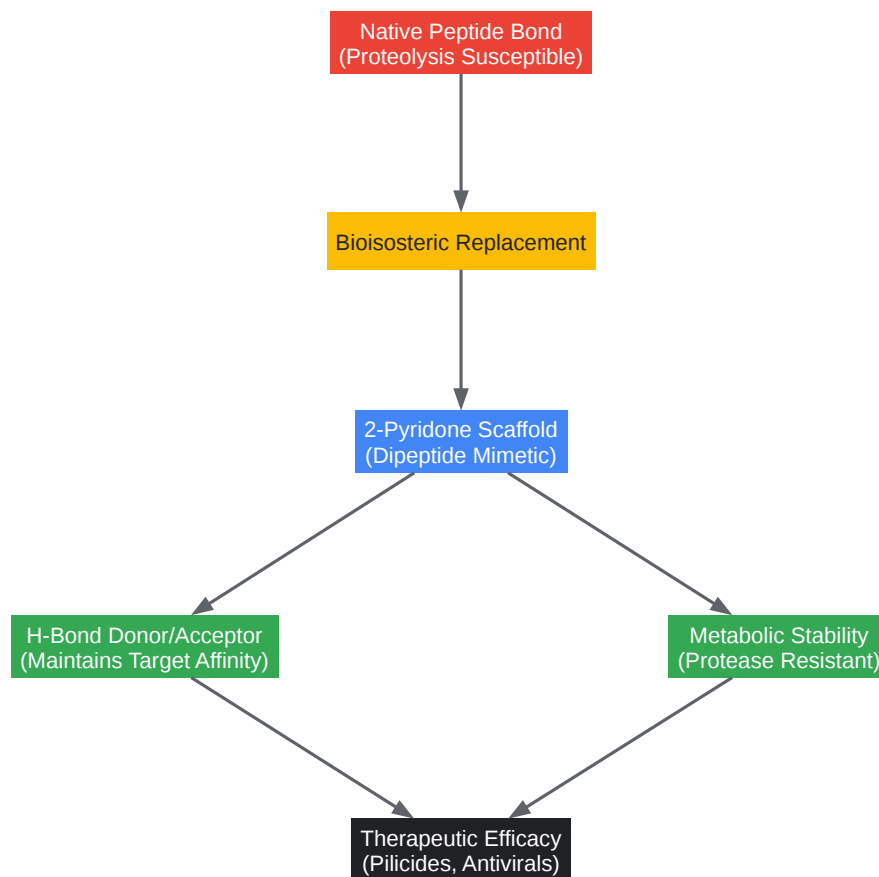 Native Peptide Bond
(Proteolysis Susceptible)
Bioisosteric Replacement
2-Pyridone Scaffold
(Dipeptide Mimetic)
H-Bond Donor/Acceptor
(Maintains Target Affinity)
Metabolic Stability
(Protease Resistant)
Therapeutic Efficacy
(Pilicides, Antivirals)